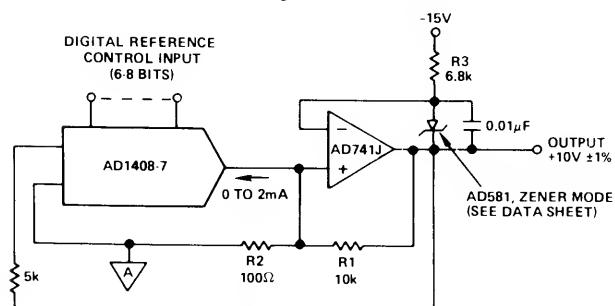 -15V
DIGITAL REFERENCE
CONTROL INPUT
(6-8 BITS)
R3
6.8k
0.01µF
AD741J
−
+
AD1408-7
0 TO 2mA
OUTPUT
+10V ±1%
AD581, ZENER MODE
(SEE DATA SHEET)
A
R2
100Ω
R1
10k
5k